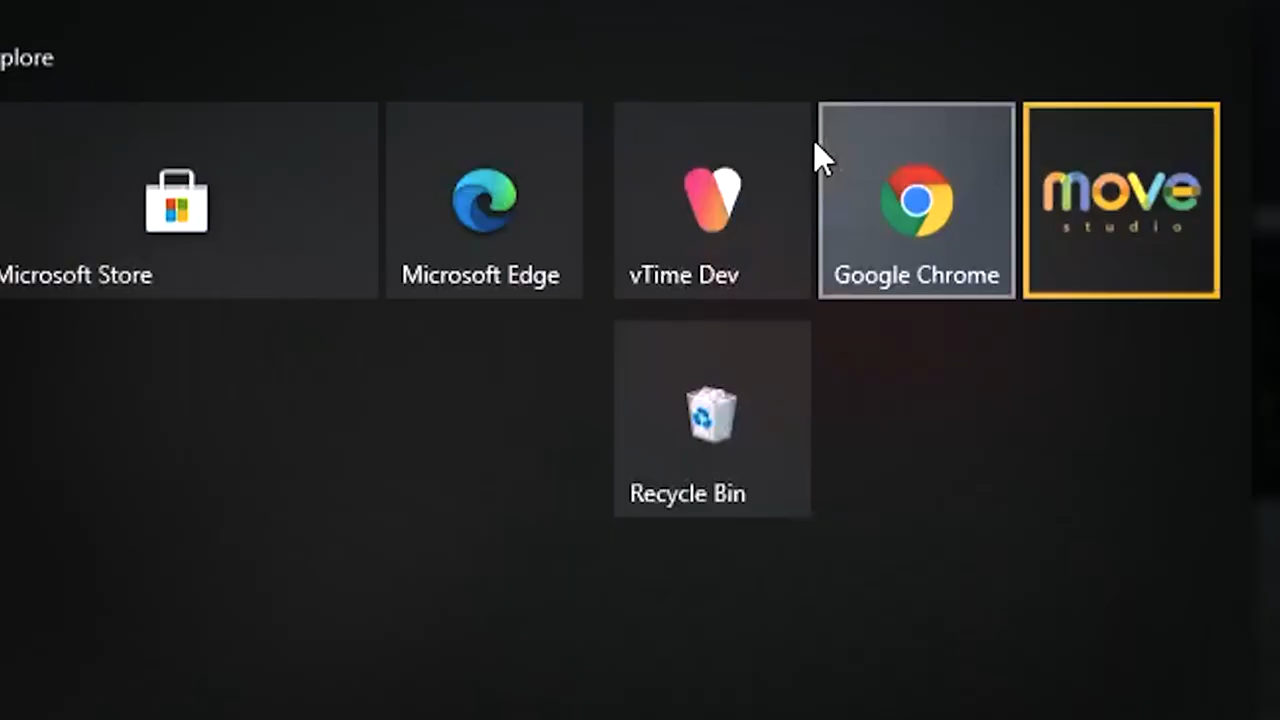 plore
Microsoft Store
Microsoft Edge
vTime Dev
Google Chrome
move
studio
Recycle Bin